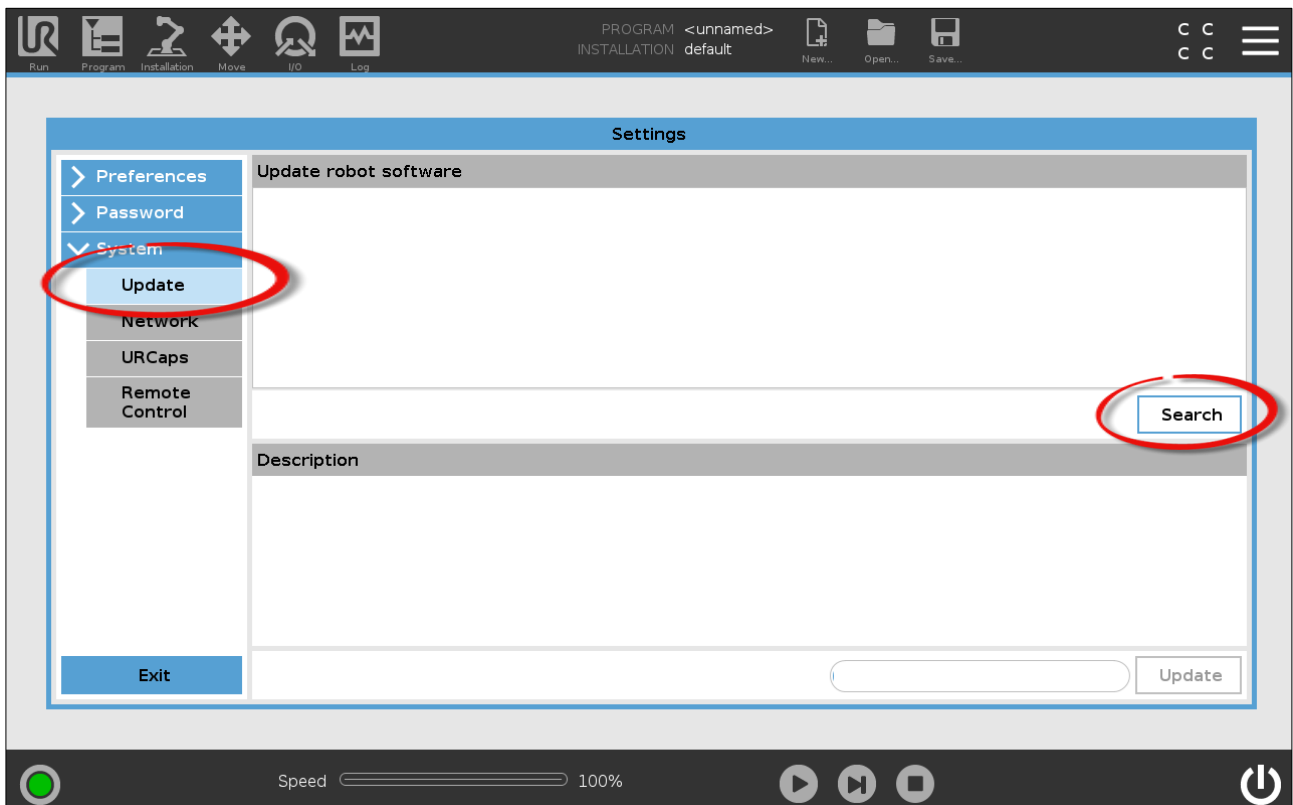 PROGRAM <unnamed>
INSTALLATION default
C C
C C
Run Program Installation Move I/O Log New... Open... Save...
Settings
Preferences
Password
System
Update
Network
URCaps
Remote
Control
Exit
Update robot software
Search
Description
Update
Speed 100%